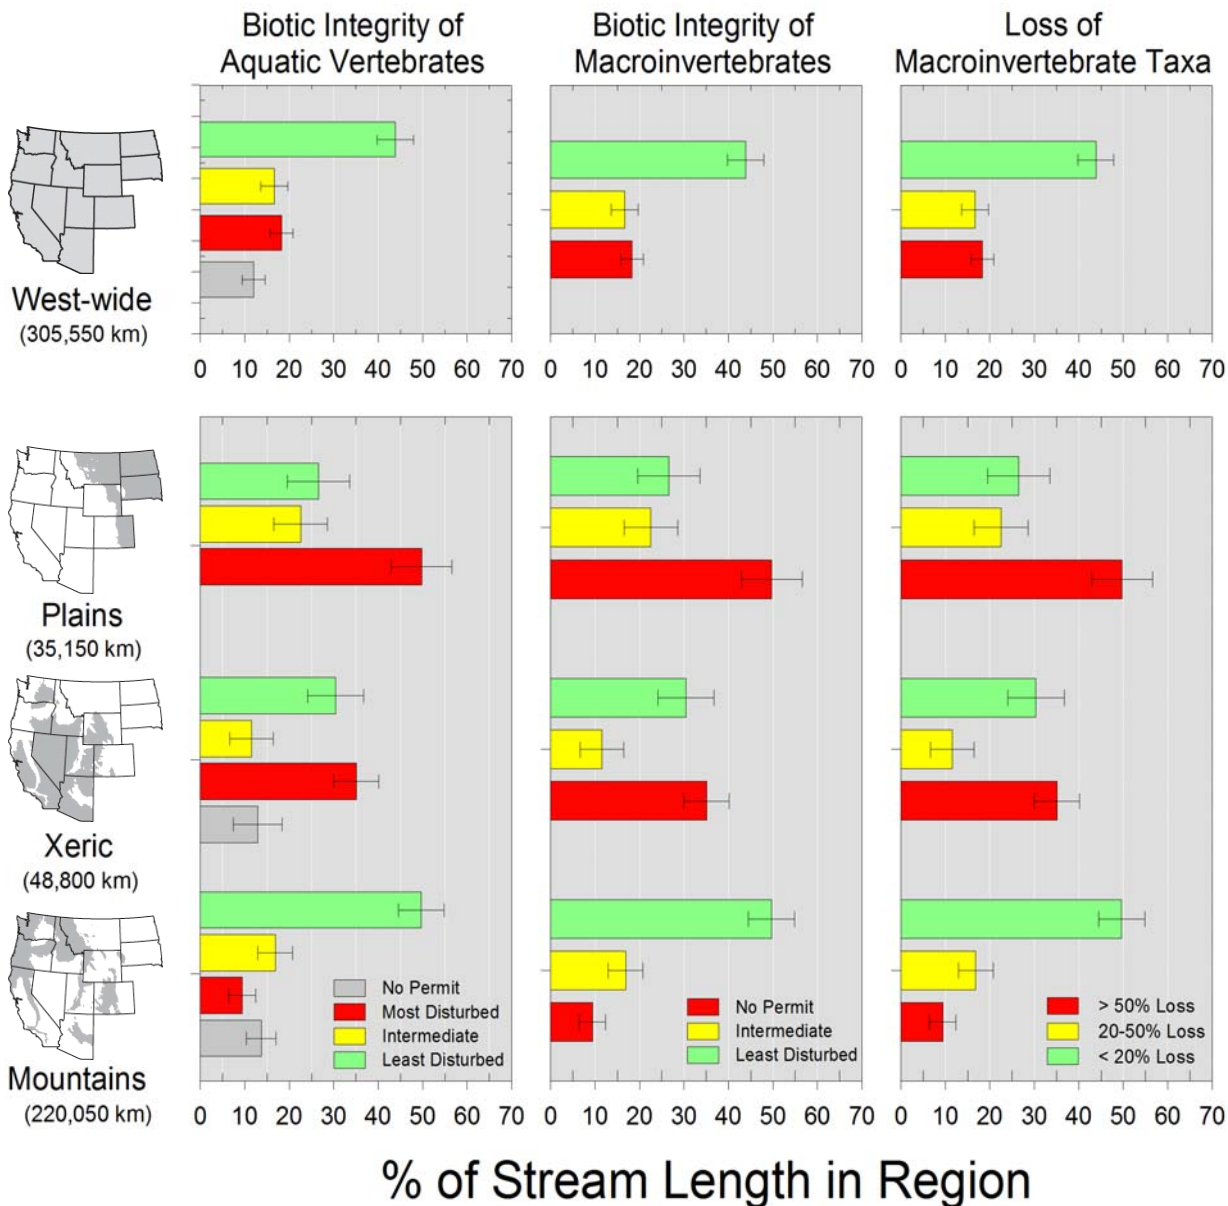 Biotic Integrity of
Aquatic Vertebrates
Biotic Integrity of
Macroinvertebrates
Loss of
Macroinvertebrate Taxa
West-wide
(305,550 km)
0 10 20 30 40 50 60 70
0 10 20 30 40 50 60 70
0 10 20 30 40 50 60 70
Plains
(35,150 km)
Xeric
(48,800 km)
Mountains
(220,050 km)
No Permit
Most Disturbed
Intermediate
Least Disturbed
No Permit
Intermediate
Least Disturbed
> 50% Loss
20-50% Loss
< 20% Loss
0 10 20 30 40 50 60 70
0 10 20 30 40 50 60 70
0 10 20 30 40 50 60 70
% of Stream Length in Region